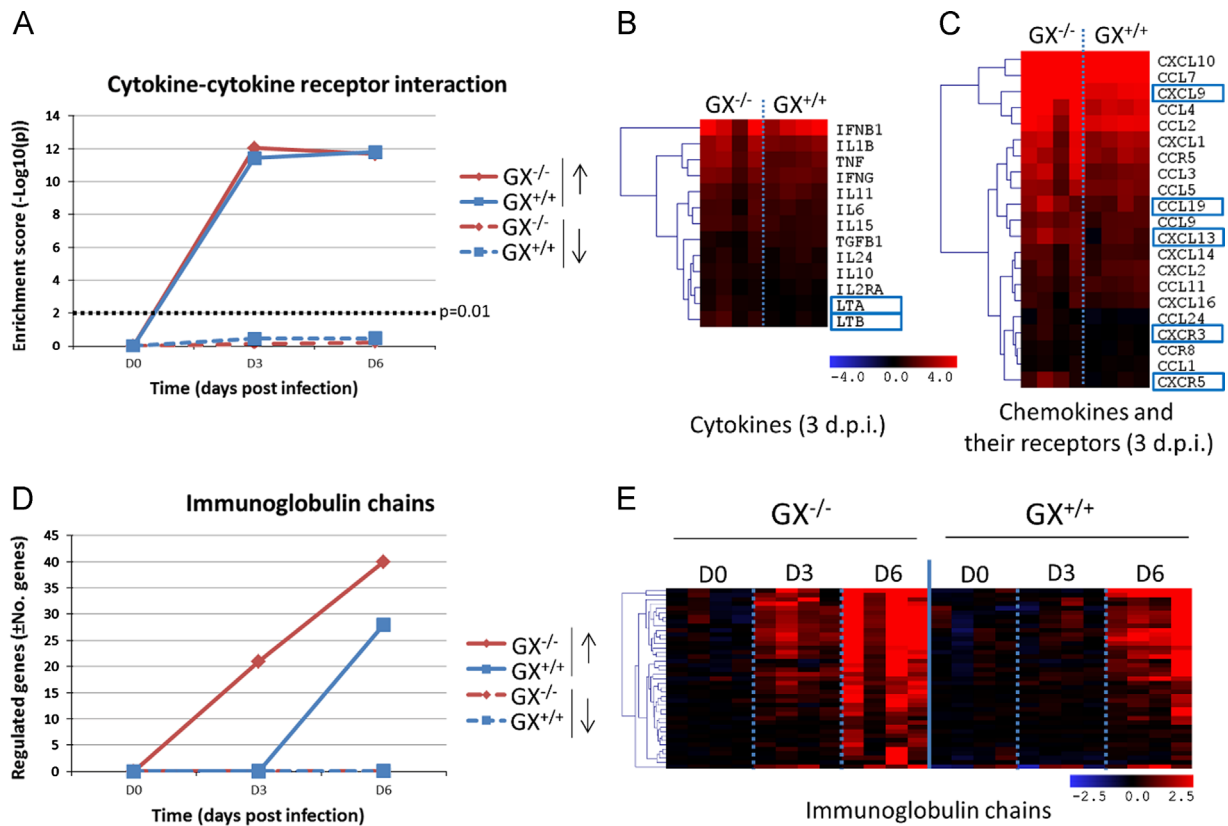 A
Cytokine-cytokine receptor interaction
Enrichment score (-Log10(p))
14
12
10
8
6
4
2
0
p=0.01
D0
D3
D6
Time (days post infection)
GX-/-
GX+/+
GX-/-
GX+/+
↑
↓
B
GX-/-
GX+/+
IFNB1
IL1B
TNF
IFNG
IL11
IL6
IL15
TGFB1
IL24
IL10
IL2RA
LTA
LTB
-4.0
0.0
4.0
Cytokines (3 d.p.i.)
C
GX-/-
GX+/+
CXCL10
CCL7
CXCL9
CCL4
CCL2
CXCL1
CCR5
CCL3
CCL5
CCL19
CCL9
CXCL13
CXCL14
CXCL2
CCL11
CXCL16
CCL24
CXCR3
CCR8
CCL1
CXCR5
Chemokines and
their receptors (3 d.p.i.)
D
Immunoglobulin chains
Regulated genes (±No. genes)
45
40
35
30
25
20
15
10
5
0
D0
D3
D6
Time (days post infection)
GX-/-
GX+/+
GX-/-
GX+/+
↑
↓
E
GX-/-
GX+/+
D0
D3
D6
D0
D3
D6
-2.5
0.0
2.5
Immunoglobulin chains